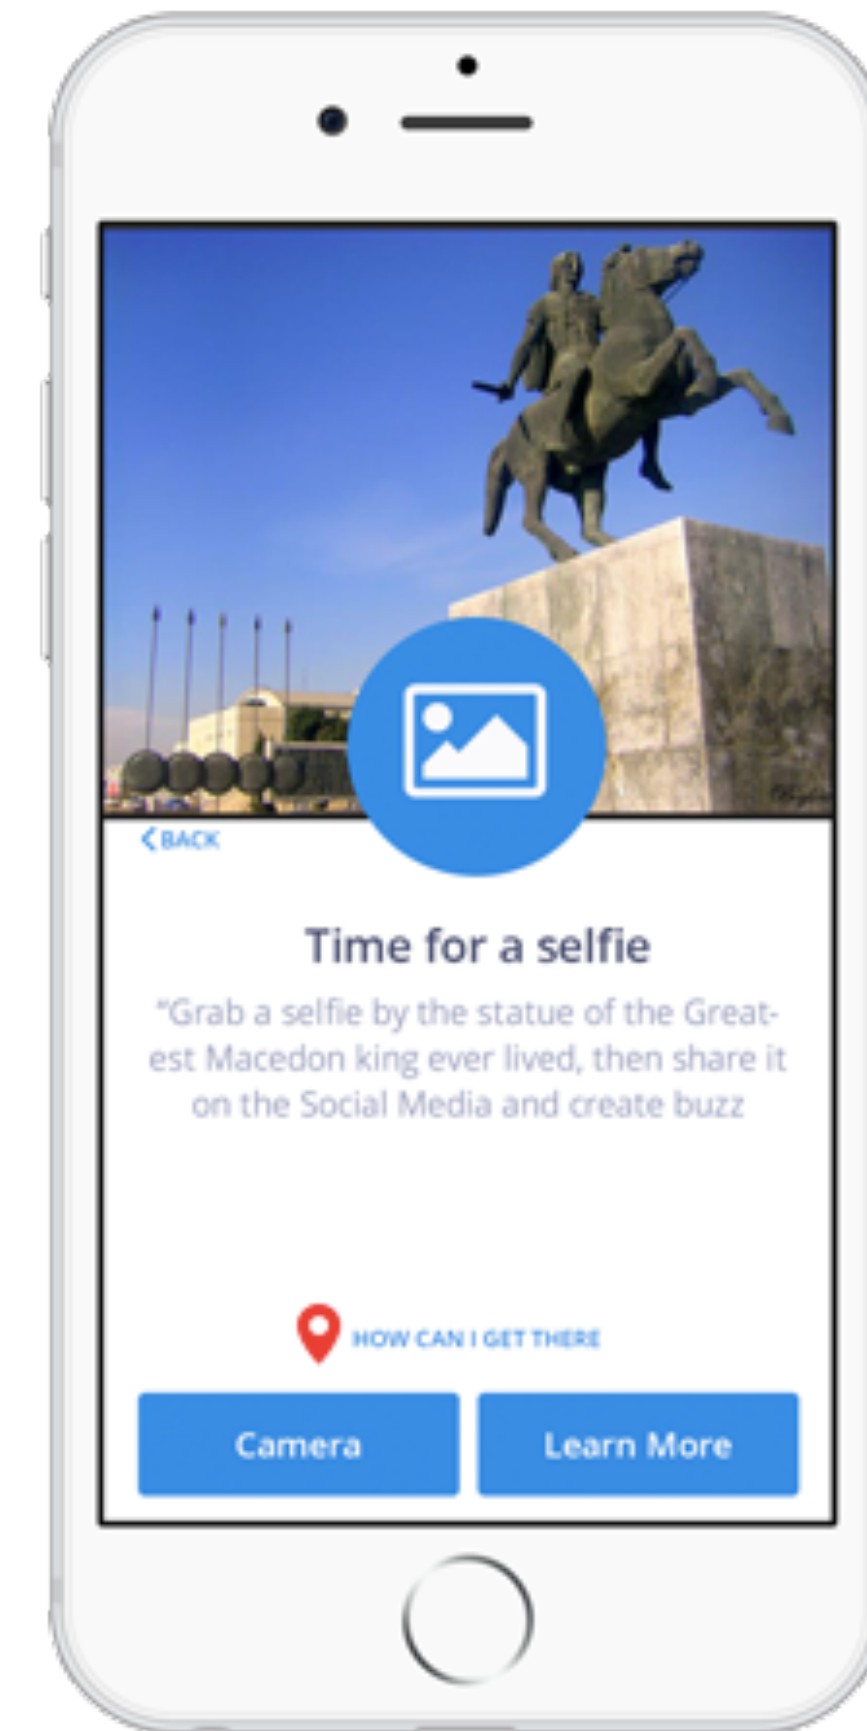 BACK
Time for a selfie
“Grab a selfie by the statue of the Great-
est Macedon king ever lived, then share it
on the Social Media and create buzz
HOW CAN I GET THERE
Camera
Learn More